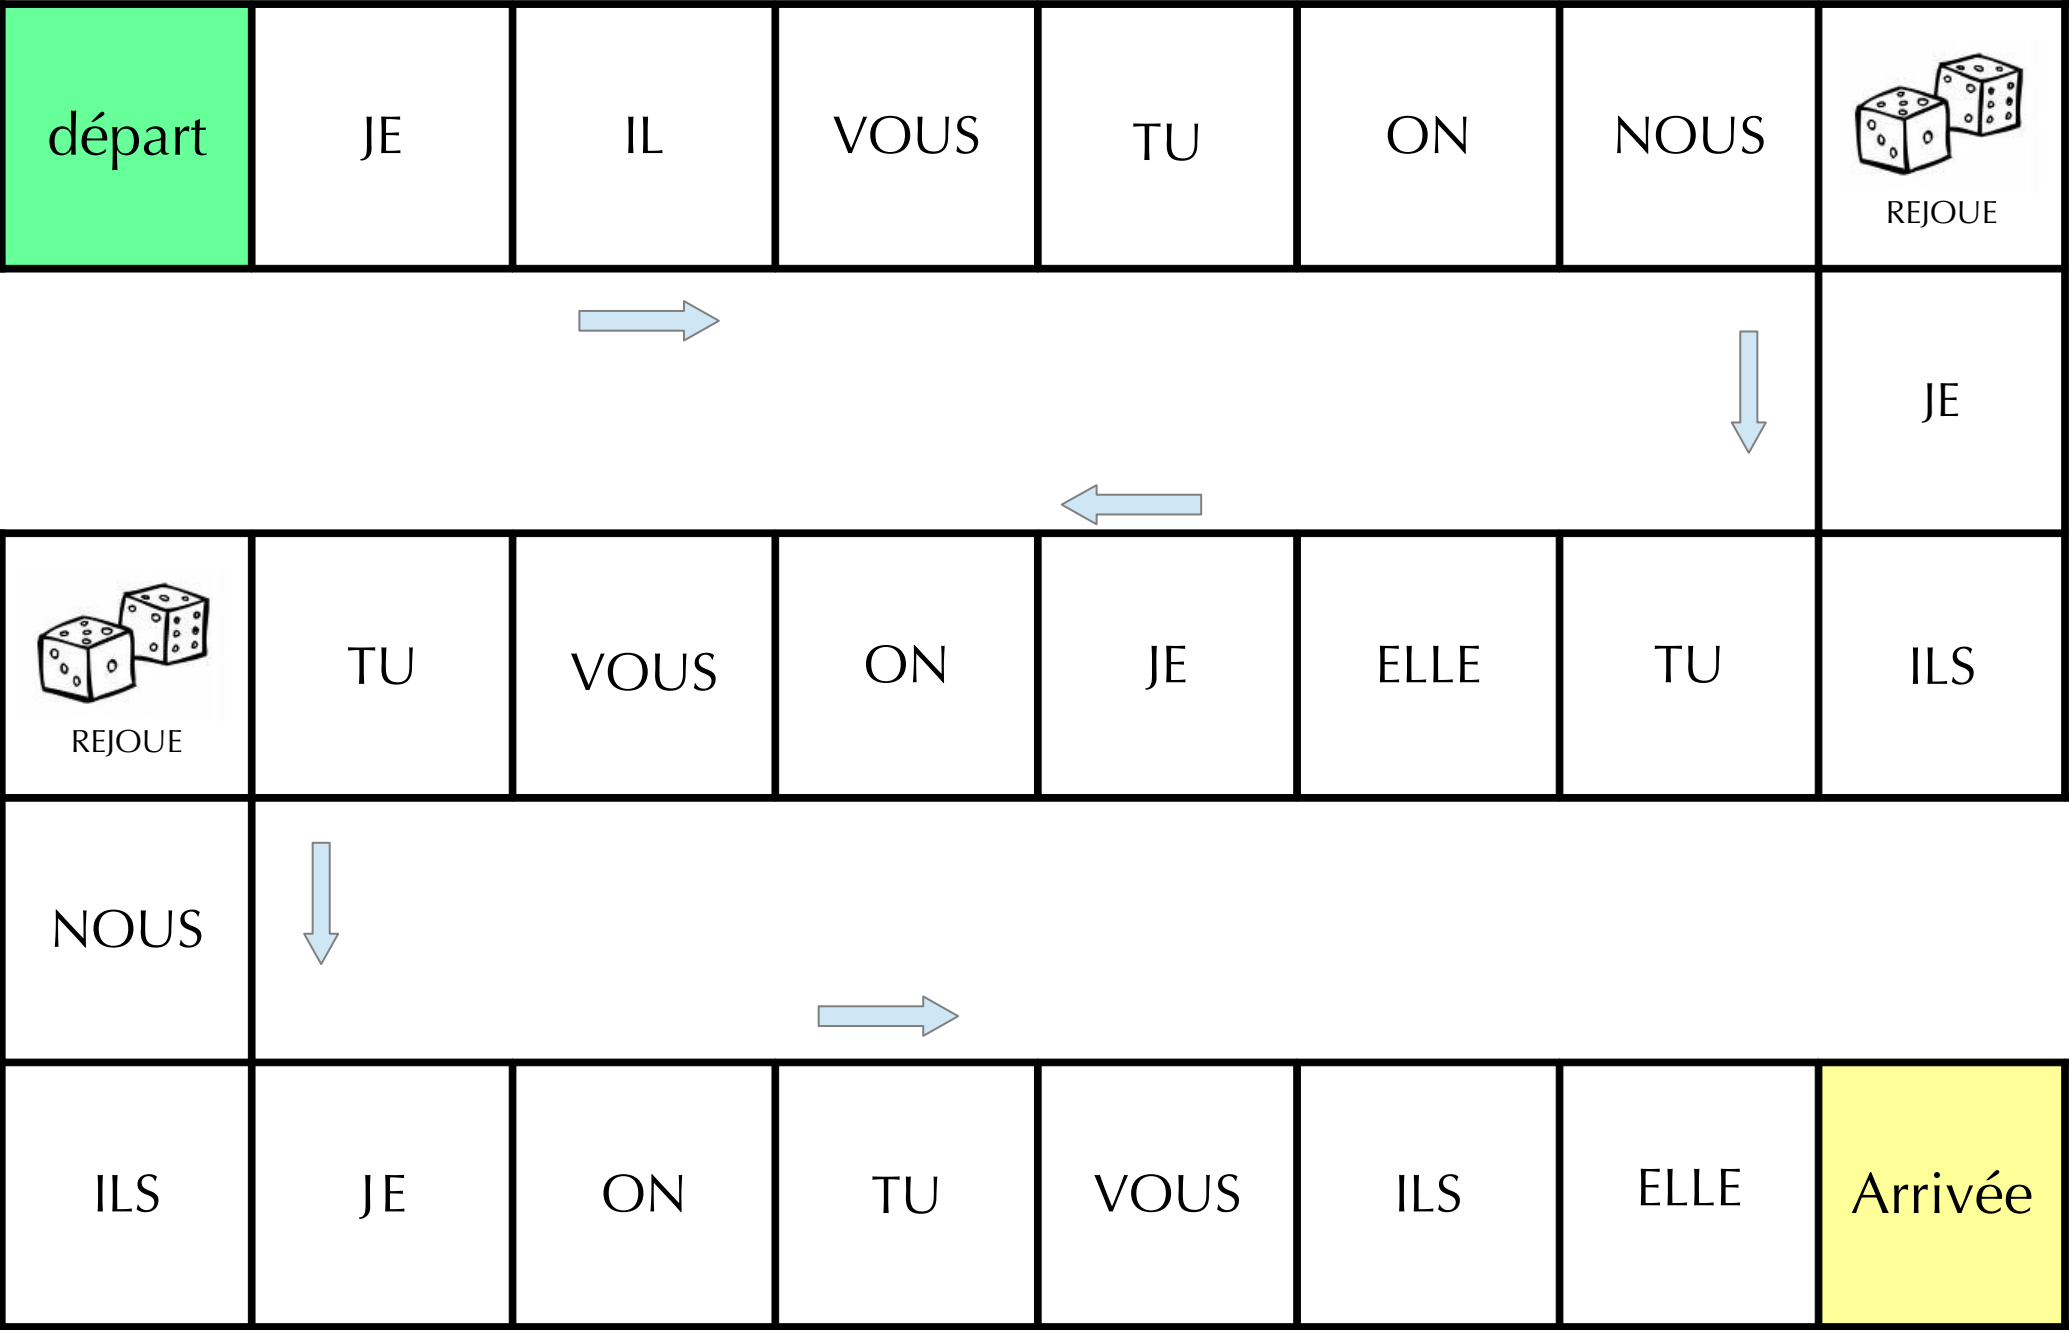 départ
JE
IL
VOUS
TU
ON
NOUS
REJOUE
JE
REJOUE
TU
VOUS
ON
JE
ELLE
TU
ILS
NOUS
ILS
JE
ON
TU
VOUS
ILS
ELLE
Arrivée